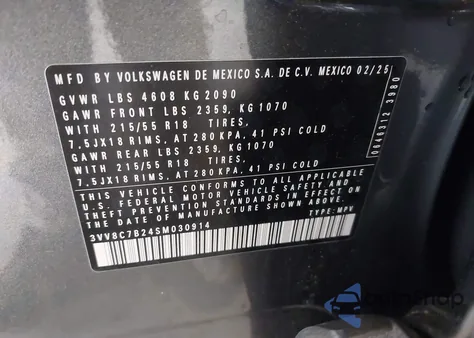 MFD BY VOLKSWAGEN DE MEXICO S.A. DE C.V. MEXICO 02/25
GVWR LBS 4608 KG 2090
GAWR FRONT LBS 2359, KG1070
WITH 215/55 R18 TIRES,
7.5JX18 RIMS, AT 280 KPA, 41 PSI COLD
GAWR REAR LBS 2359, KG 1070
WITH 215/55 R18 TIRES,
7.5JX18 RIMS, AT 280 KPA, 41 PSI COLD
THIS VEHICLE CONFORMS TO ALL APPLICABLE
U.S. FEDERAL MOTOR VEHICLE SAFETY AND
THEFT PREVENTION STANDARDS IN EFFECT ON
THE DATE OF MANUFACTURE SHOWN ABOVE.
3VV8C7B24SM030914 TYPE: MPV
3980